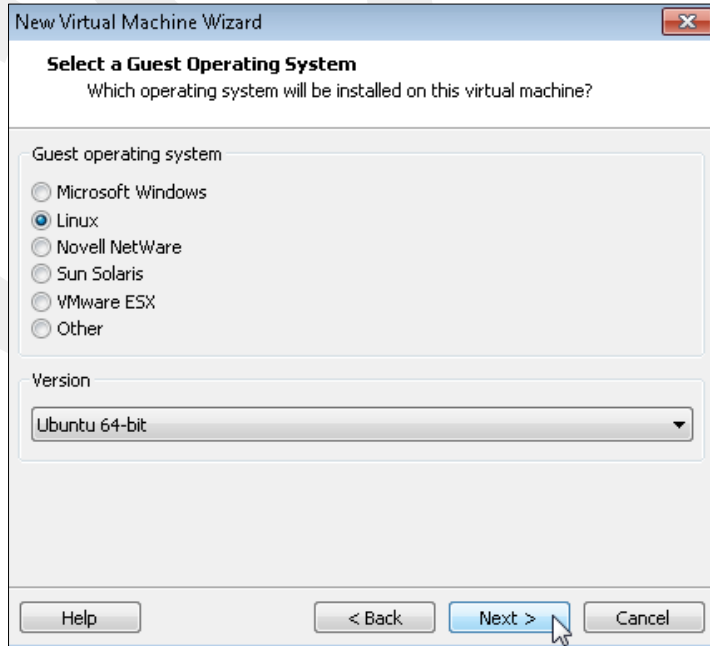 New Virtual Machine Wizard
Select a Guest Operating System
Which operating system will be installed on this virtual machine?
Guest operating system
Microsoft Windows
Linux
Novell NetWare
Sun Solaris
VMware ESX
Other
Version
Ubuntu 64-bit
Help
< Back
Next >
Cancel